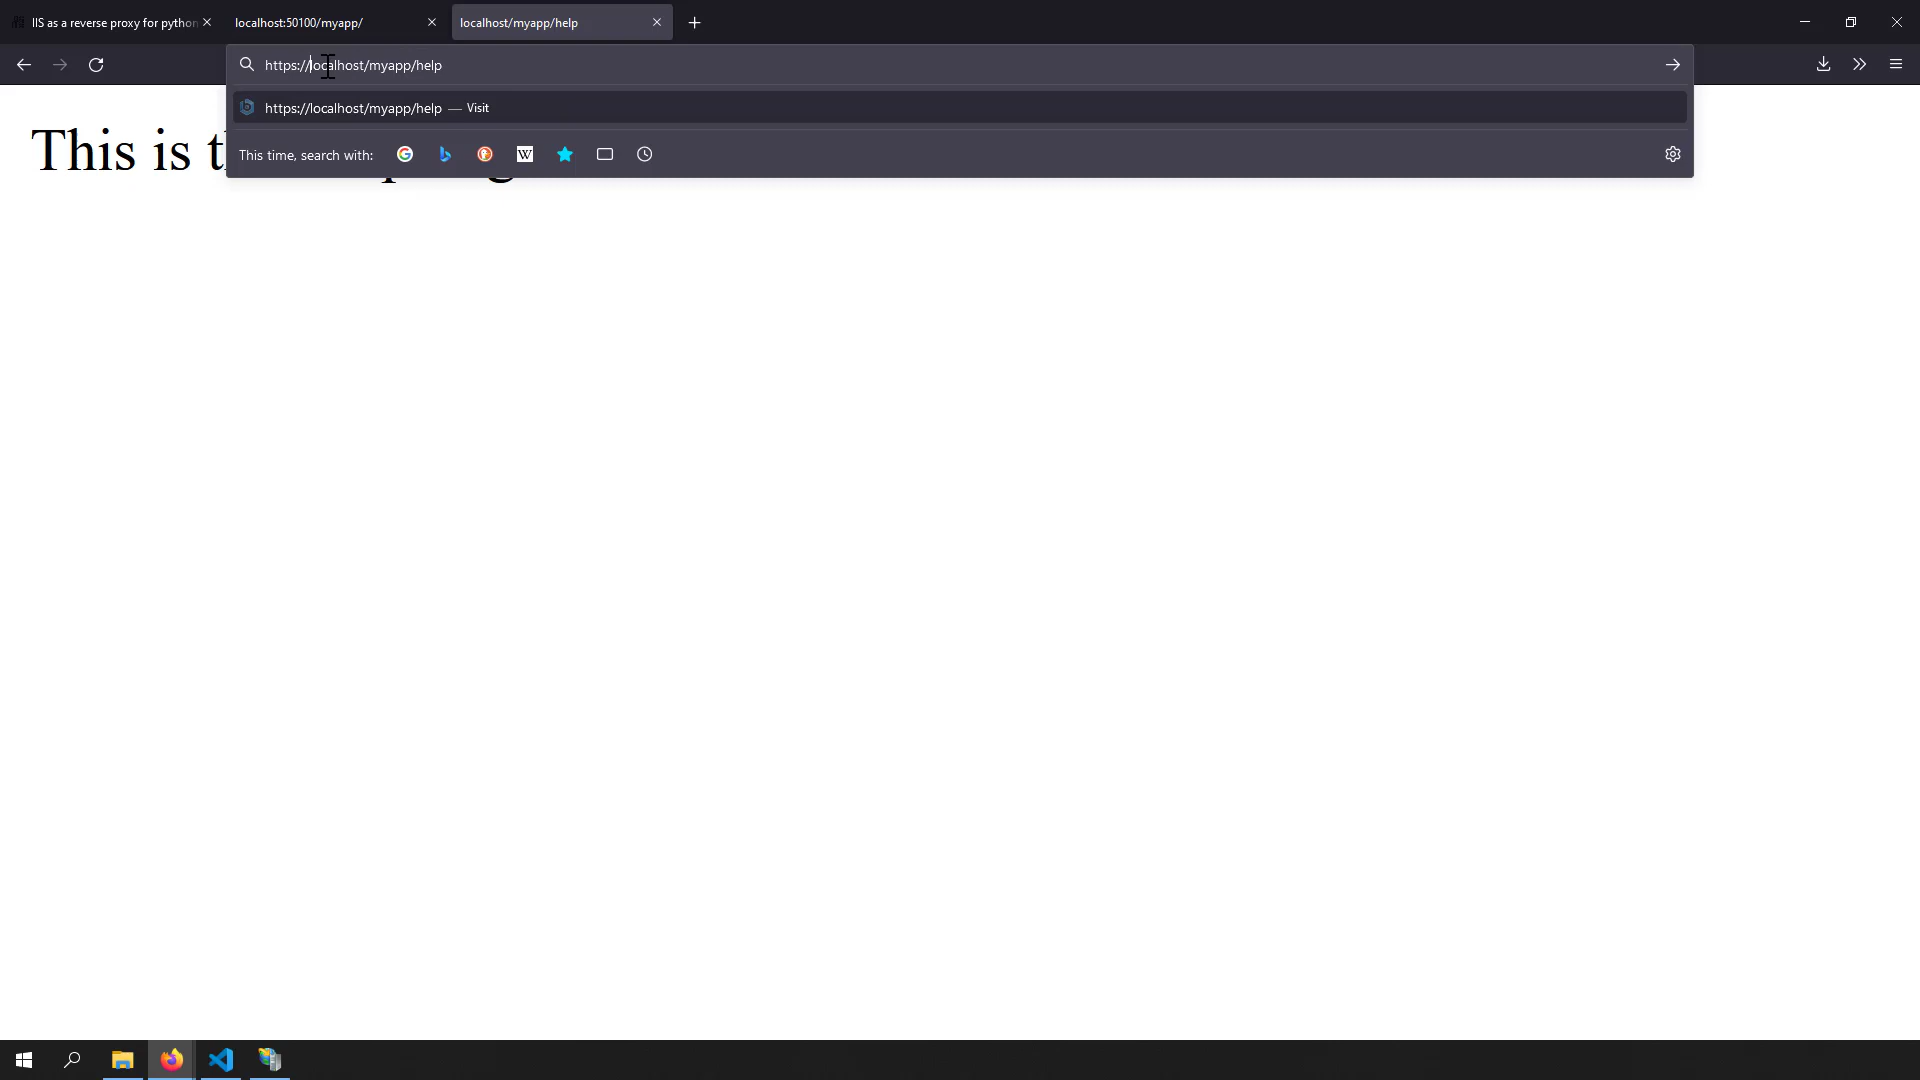 IIS as a reverse proxy for python
localhost:50100/myapp/
localhost/myapp/help
https://localhost/myapp/help
https://localhost/myapp/help — Visit
This time, search with:
W
This is